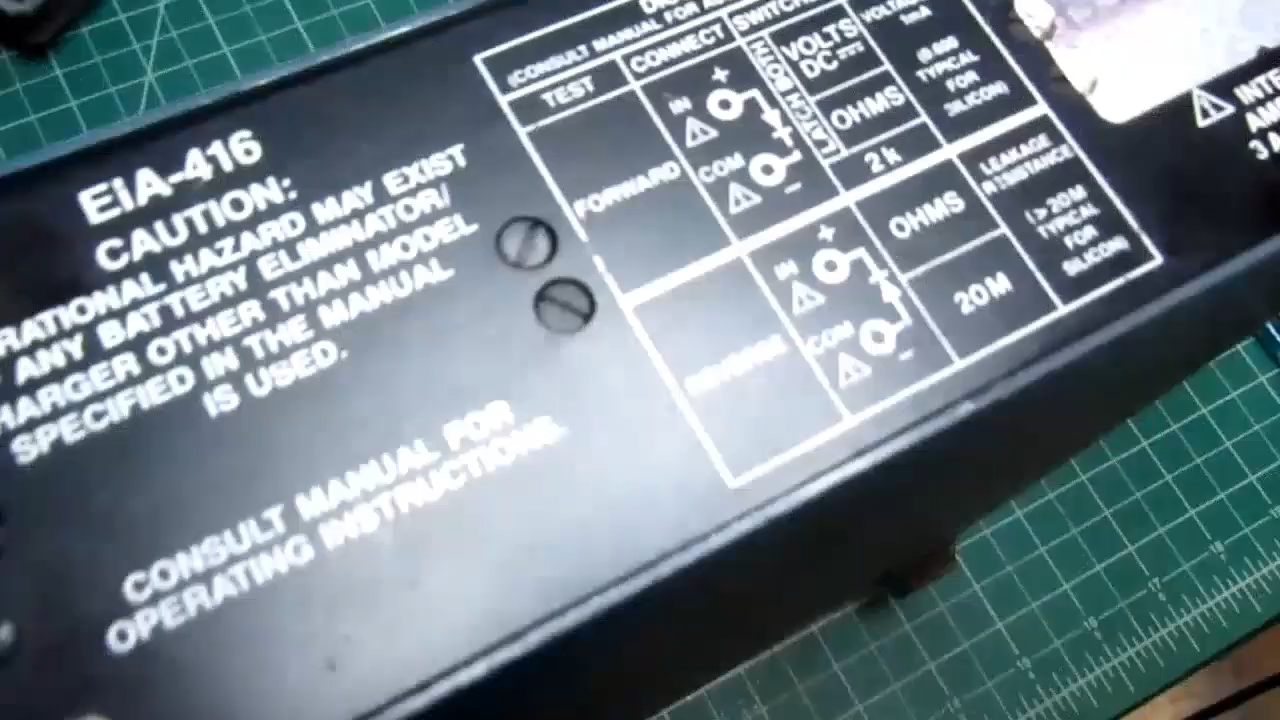 EIA-416
CAUTION:
RATIONAL HAZARD MAY EXIST
ANY BATTERY ELIMINATOR/
HARGER OTHER THAN MODEL
SPECIFIED IN THE MANUAL
IS USED.
CONSULT MANUAL FOR
OPERATING INSTRUCTIONS.
(CONSULT MANUAL FOR
TEST
CONNECT
FORWARD
IN
+
COM
−
LATCH BOTH
VOLTS
DC
OHMS
2k
VOLTAGE
1mA
TYPICAL
FOR
SILICON)
REVERSE
IN
+
COM
−
OHMS
20M
LEAKAGE
RESISTANCE
(>20M
TYPICAL
FOR
SILICON)
3 A